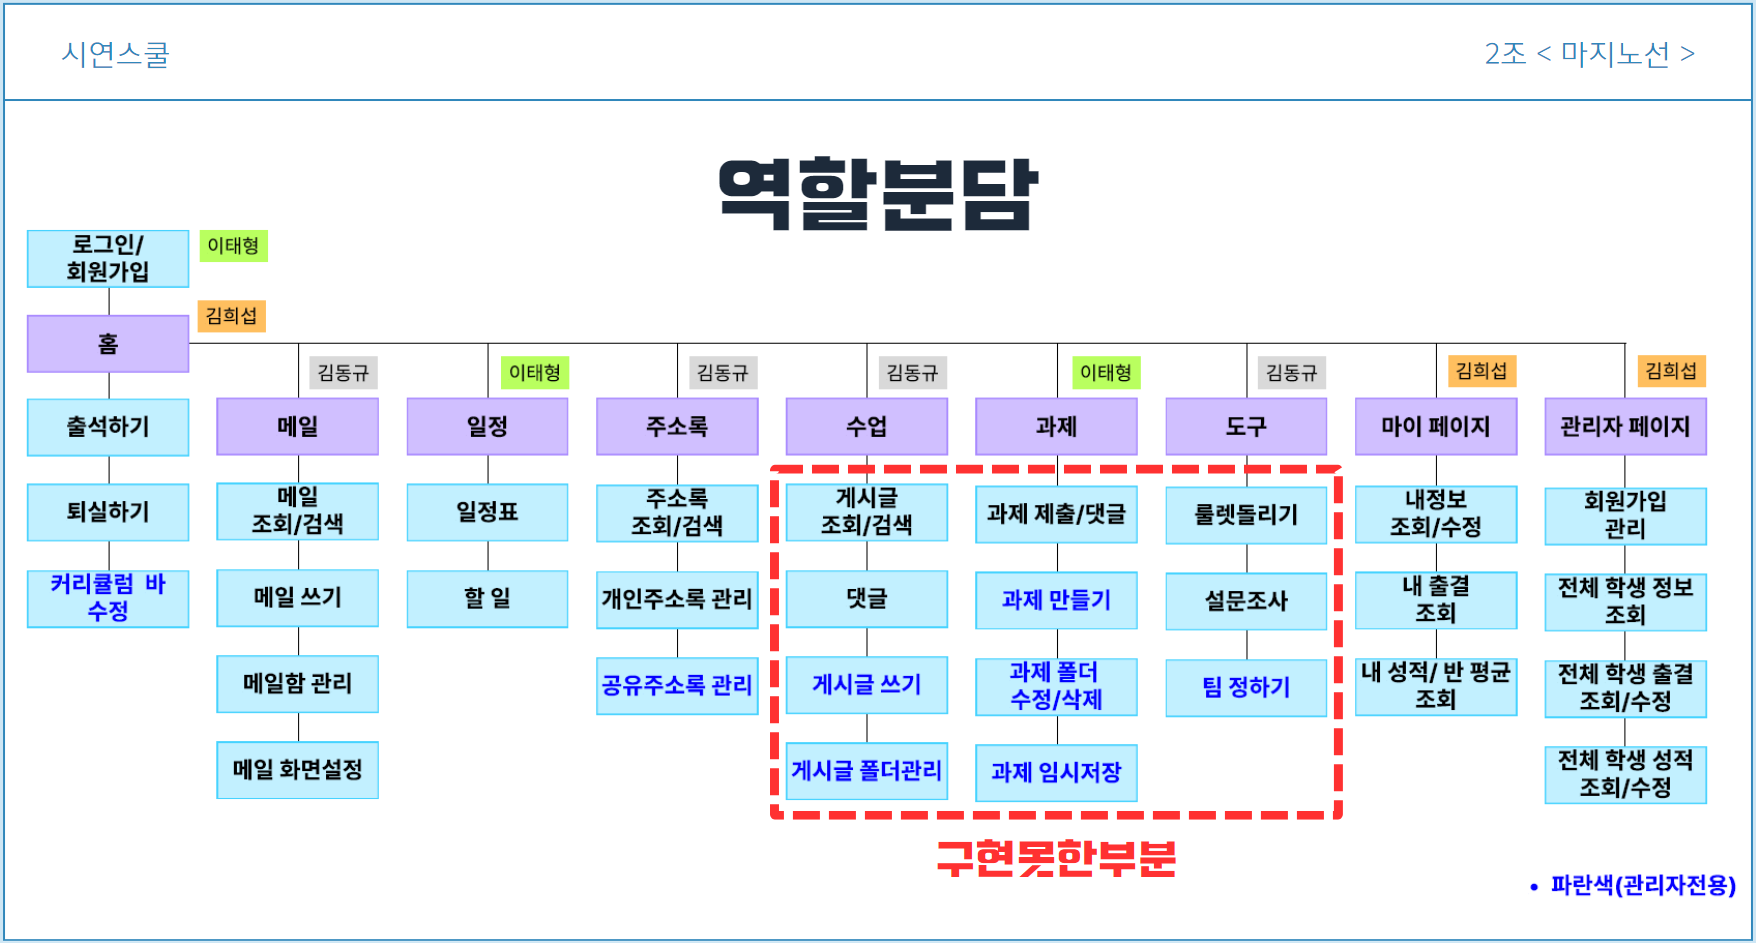 시연스쿨
2조 < 마지노선 >
역할분담
로그인/
회원가입
이태형
홈
김희섭
출석하기
퇴실하기
커리큘럼 바
수정
김동규
메일
메일
조회/검색
메일 쓰기
메일함 관리
메일 화면설정
이태형
일정
일정표
할 일
김동규
주소록
주소록
조회/검색
개인주소록 관리
공유주소록 관리
김동규
수업
게시글
조회/검색
댓글
게시글 쓰기
게시글 폴더관리
이태형
과제
과제 제출/댓글
과제 만들기
과제 폴더
수정/삭제
과제 임시저장
김동규
도구
룰렛돌리기
설문조사
팀 정하기
김희섭
마이 페이지
내정보
조회/수정
내 출결
조회
내 성적/ 반 평균
조회
김희섭
관리자 페이지
회원가입
관리
전체 학생 정보
조회
전체 학생 출결
조회/수정
전체 학생 성적
조회/수정
구현못한부분
• 파란색(관리자전용)